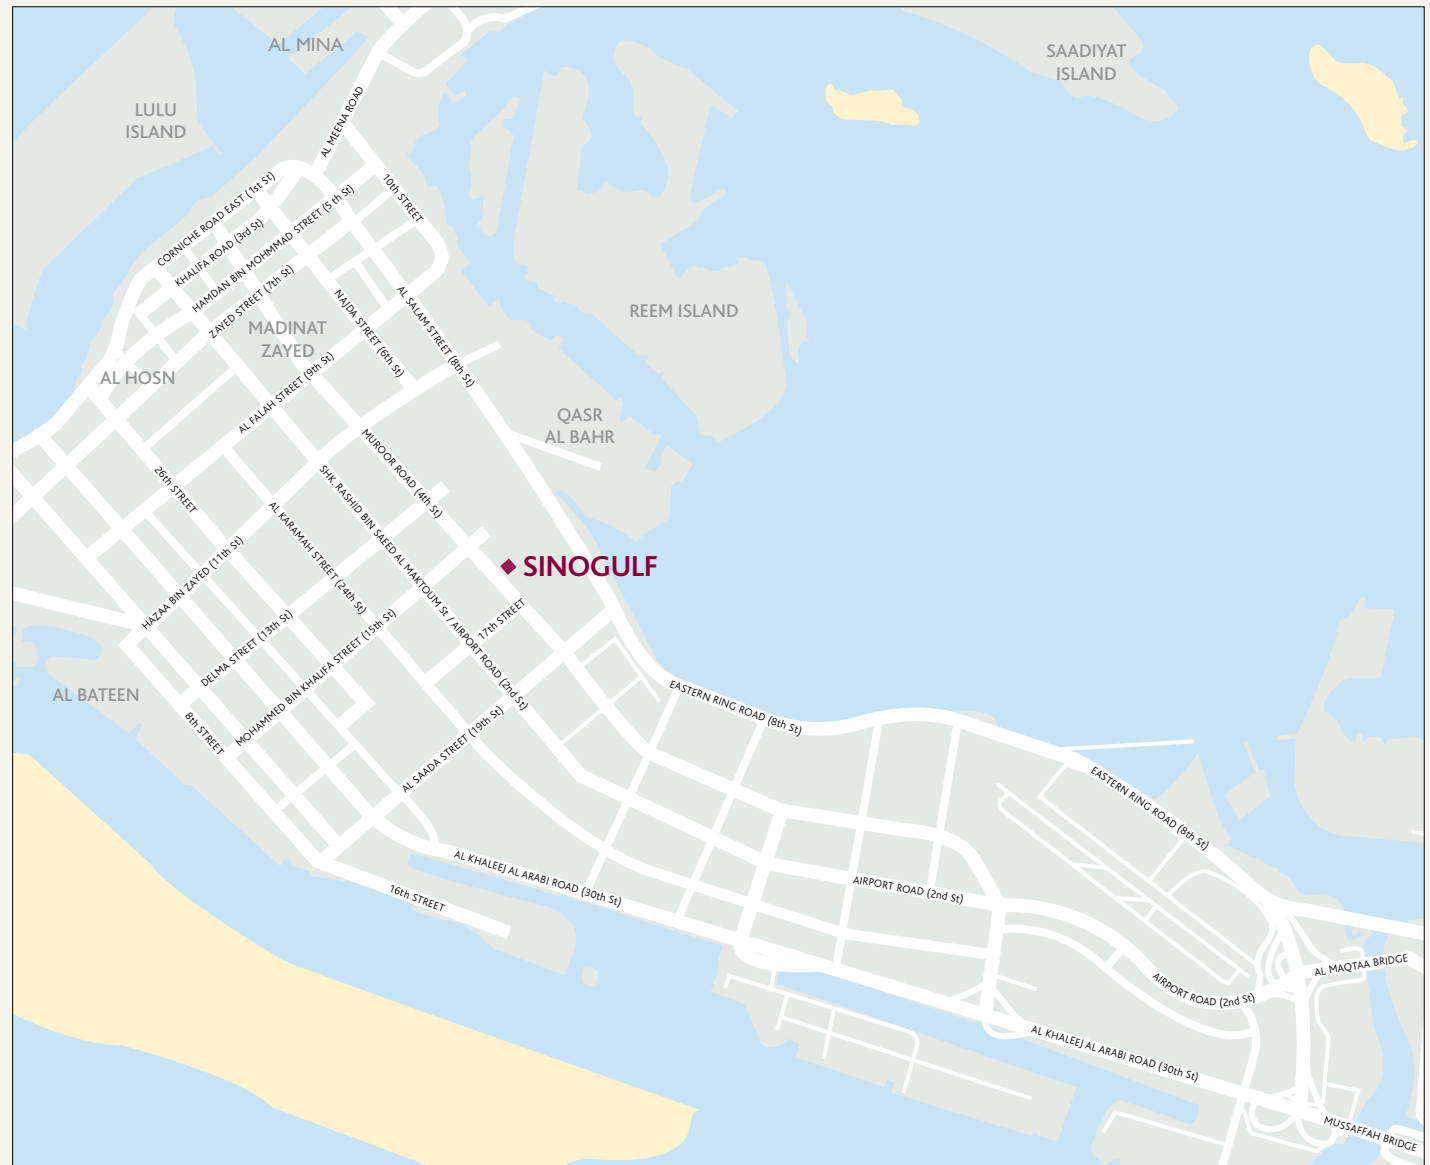 AL MINA
SAADIYAT
ISLAND
LULU
ISLAND
AL MEENA ROAD
10th STREET
CORNICHE ROAD EAST (1st St)
KHALIFA ROAD (3rd St)
HAMDAN BIN MOHMMAD STREET (5 th St)
ZAYED STREET (7th St)
NAJDA STREET (6th St)
AL SALAM STREET (8th St)
REEM ISLAND
MADINAT
ZAYED
AL HOSN
AL FALAH STREET (9th St)
QASR
AL BAHR
MUROOR ROAD (4th St)
26th STREET
SHK. RASHID BIN SAEED AL MAKTOUM St / AIRPORT ROAD (2nd St)
AL KARAMAH STREET (24th St)
HAZAA BIN ZAYED (11th St)
SINOGULF
17th STREET
DELMA STREET (13th St)
MOHAMMED BIN KHALIFA STREET (15th St)
AL BATEEN
8th STREET
EASTERN RING ROAD (8th St)
AL SAADA STREET (19th St)
EASTERN RING ROAD (8th St)
AL KHALEEJ AL ARABI ROAD (30th St)
16th STREET
AIRPORT ROAD (2nd St)
AL MAQTAA BRIDGE
AIRPORT ROAD (2nd St)
AL KHALEEJ AL ARABI ROAD (30th St)
MUSSAFFAH BRIDGE